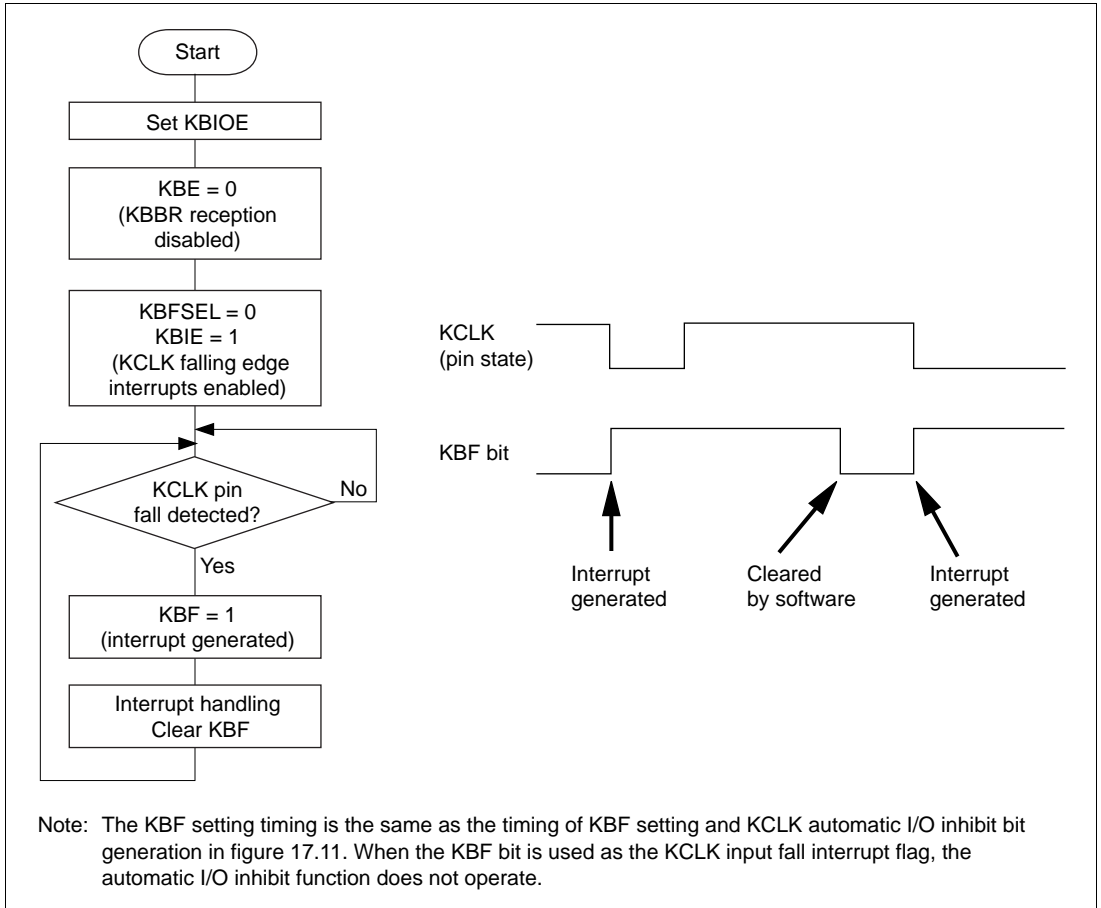 Start
Set KBIOE
KBE = 0
(KBBR reception
disabled)
KBFSEL = 0
KBIE = 1
(KCLK falling edge
interrupts enabled)
KCLK pin
fall detected?
No
Yes
KBF = 1
(interrupt generated)
Interrupt handling
Clear KBF
KCLK
(pin state)
KBF bit
Interrupt
generated
Cleared
by software
Interrupt
generated
Note: The KBF setting timing is the same as the timing of KBF setting and KCLK automatic I/O inhibit bit
generation in figure 17.11. When the KBF bit is used as the KCLK input fall interrupt flag, the
automatic I/O inhibit function does not operate.